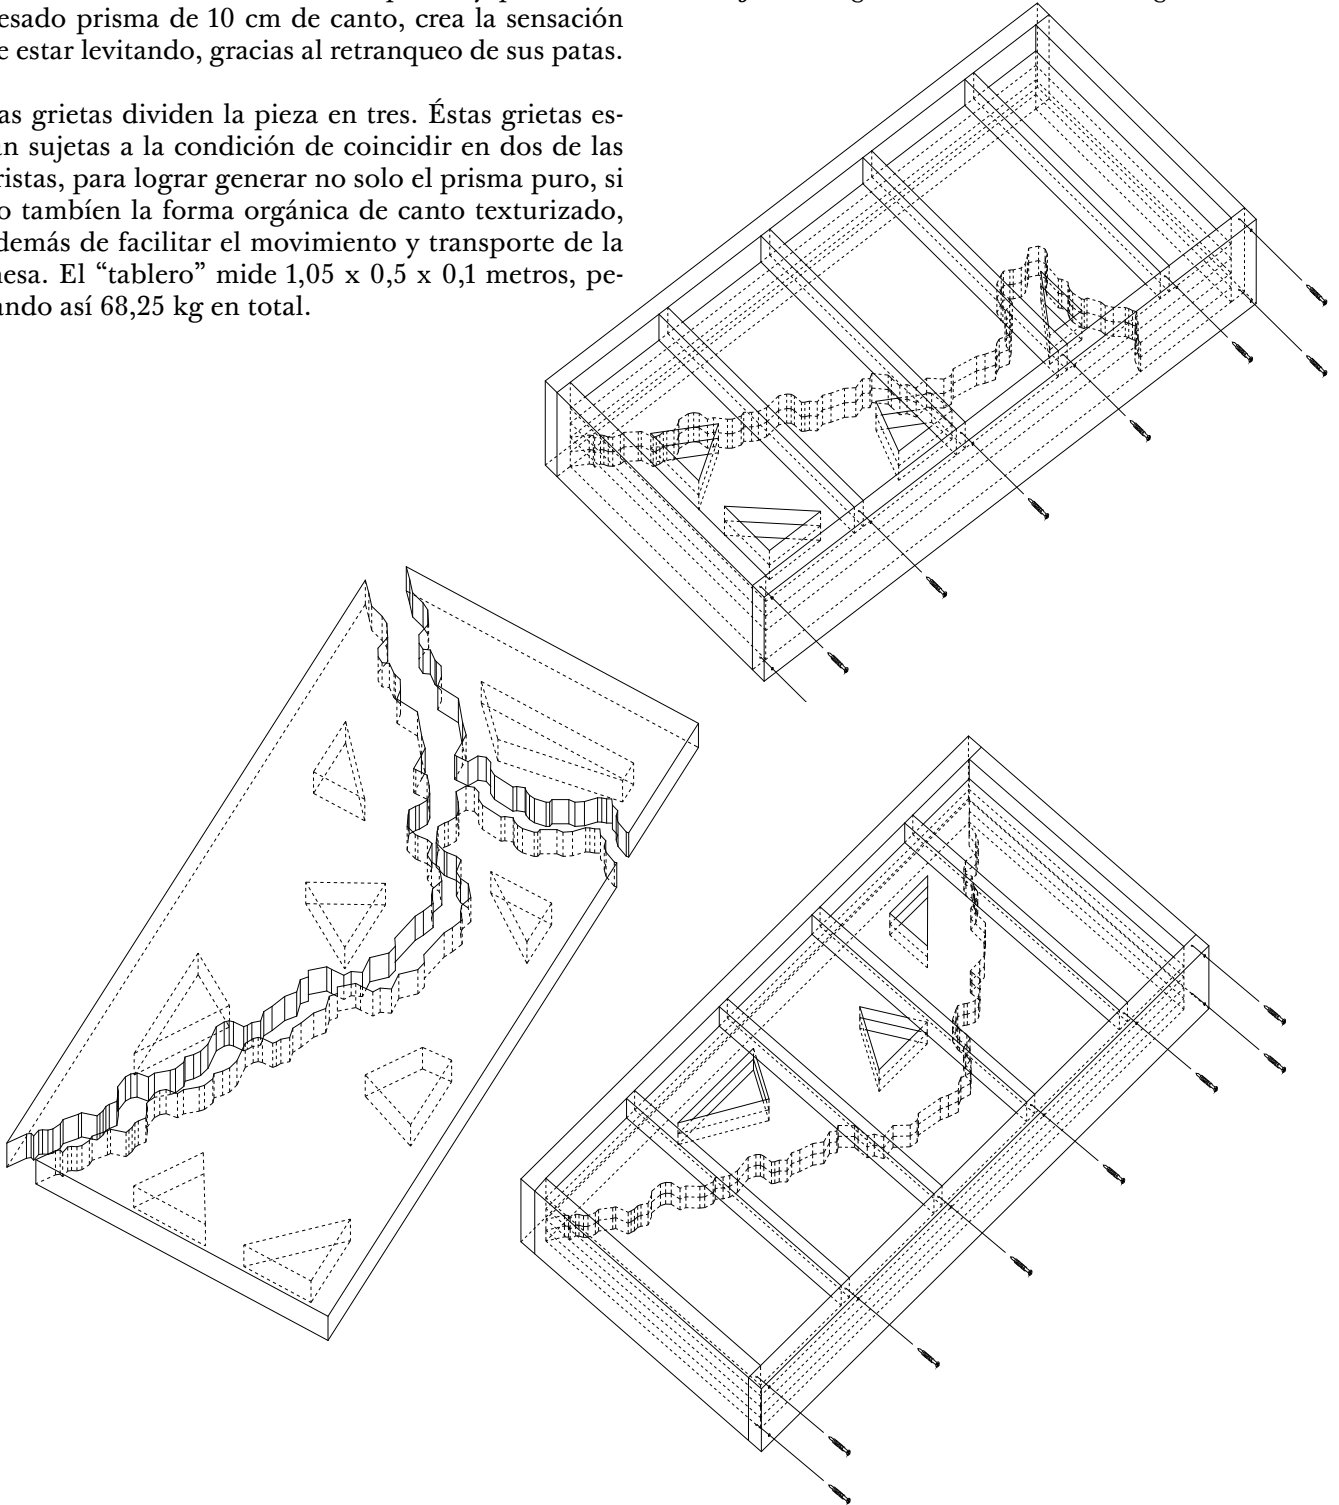 esado prisma de 10 cm de canto, crea la sensación
e estar levitando, gracias al retranqueo de sus patas.
as grietas dividen la pieza en tres. Éstas grietas es-
án sujetas a la condición de coincidir en dos de las
ristas, para lograr generar no solo el prisma puro, si
o tambíen la forma orgánica de canto texturizado,
demás de facilitar el movimiento y transporte de la
mesa. El “tablero” mide 1,05 x 0,5 x 0,1 metros, pe-
ando así 68,25 kg en total.